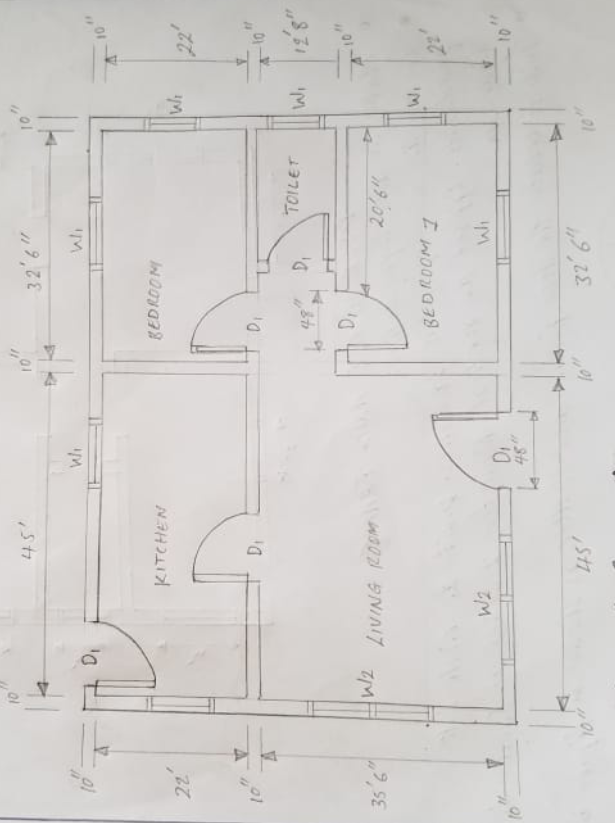 10"
22'
10"
12'8"
10"
22'
10"
10"
W1
W1
W1
10"
32'6"
W1
BEDROOM
TOILET
20'6"
BEDROOM 1
W1
32'6"
D1
D1
48"
D1
10"
10"
W1
45'
KITCHEN
D1
LIVING ROOM
D1
48"
W2
45'
D1
W2
10"
10"
10"
22'
10"
35'6"
10"